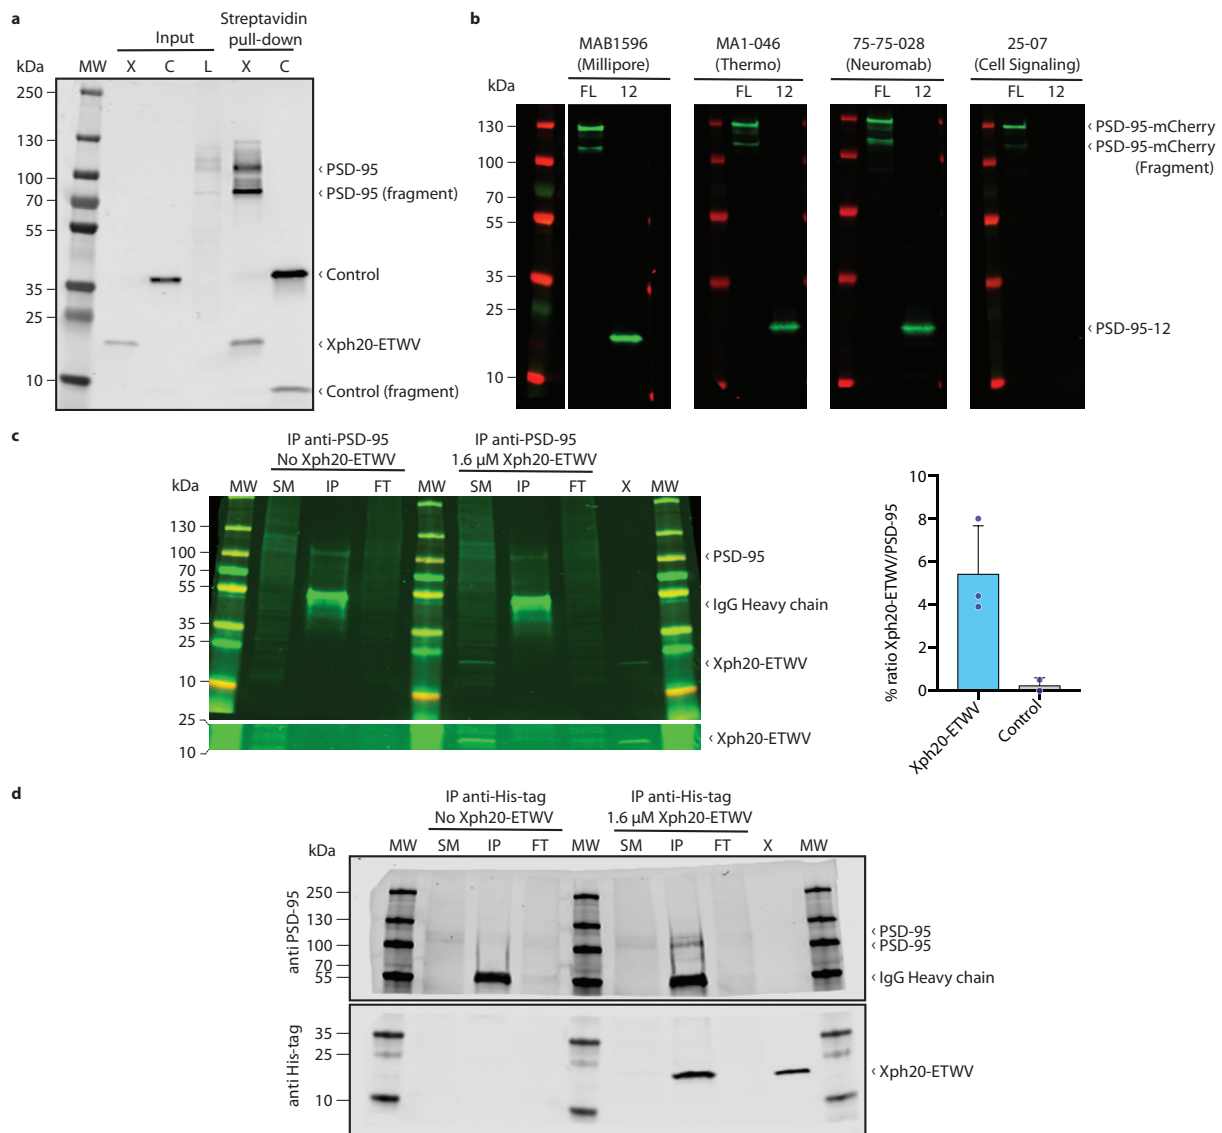 a
Input
Streptavidin
pull-down
kDa
MW
X
C
L
X
C
250
130
100
70
55
35
25
10
‹ PSD-95
‹ PSD-95 (fragment)
‹ Control
‹ Xph20-ETWV
‹ Control (fragment)
b
MAB1596
(Millipore)
MA1-046
(Thermo)
75-75-028
(Neuromab)
25-07
(Cell Signaling)
kDa
FL 12
FL 12
FL 12
FL 12
130
100
70
55
35
25
10
‹ PSD-95-mCherry
‹ PSD-95-mCherry
(Fragment)
‹ PSD-95-12
c
IP anti-PSD-95
No Xph20-ETWV
IP anti-PSD-95
1.6 μM Xph20-ETWV
kDa
MW SM IP FT MW SM IP FT X MW
130
100
70
55
35
25
10
25
10
‹ PSD-95
‹ IgG Heavy chain
‹ Xph20-ETWV
‹ Xph20-ETWV
% ratio Xph20-ETWV/PSD-95
10
8
6
4
2
0
Xph20-ETWV
Control
d
IP anti-His-tag
No Xph20-ETWV
IP anti-His-tag
1.6 μM Xph20-ETWV
kDa
MW SM IP FT MW SM IP FT X MW
anti PSD-95
250
130
100
70
55
‹ PSD-95
‹ PSD-95
‹ IgG Heavy chain
anti His-tag
35
25
10
‹ Xph20-ETWV